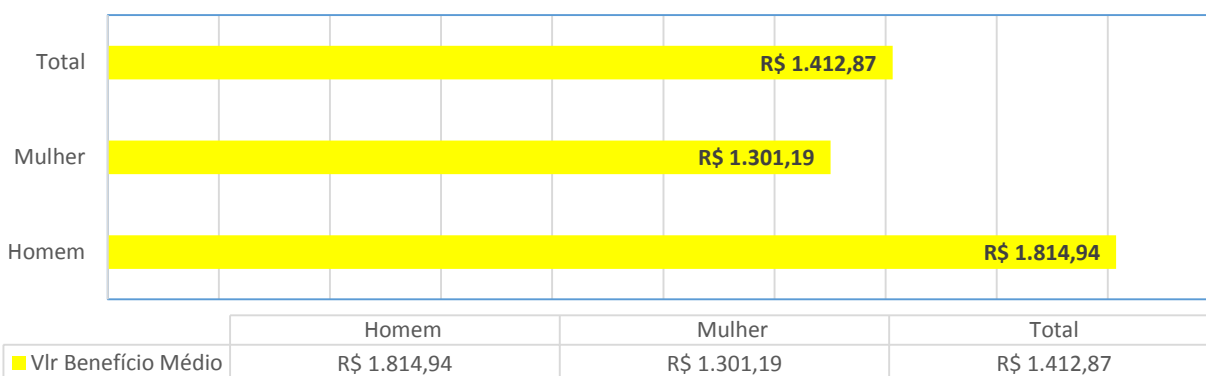 Total
R$ 1.412,87
Mulher
R$ 1.301,19
Homem
R$ 1.814,94
Homem Mulher Total
Vlr Benefício Médio R$ 1.814,94 R$ 1.301,19 R$ 1.412,87